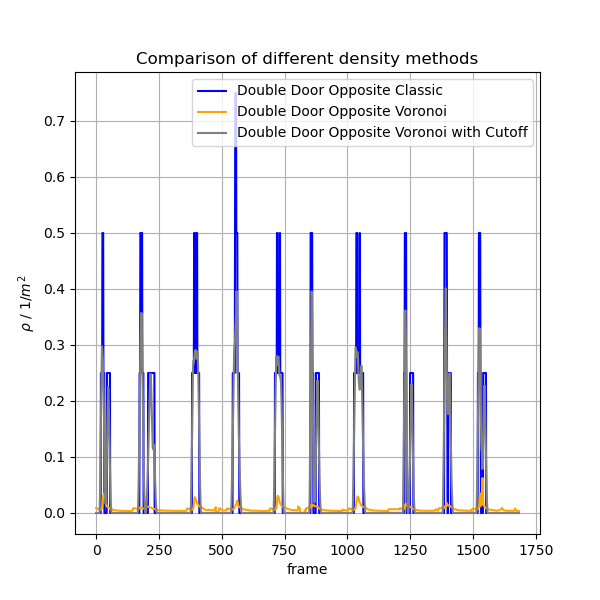 Comparison of different density methods
Double Door Opposite Classic
Double Door Opposite Voronoi
Double Door Opposite Voronoi with Cutoff
0.7
0.6
0.5
0.4
0.3
0.2
0.1
0.0
ρ / 1/m²
0 250 500 750 1000 1250 1500 1750
frame